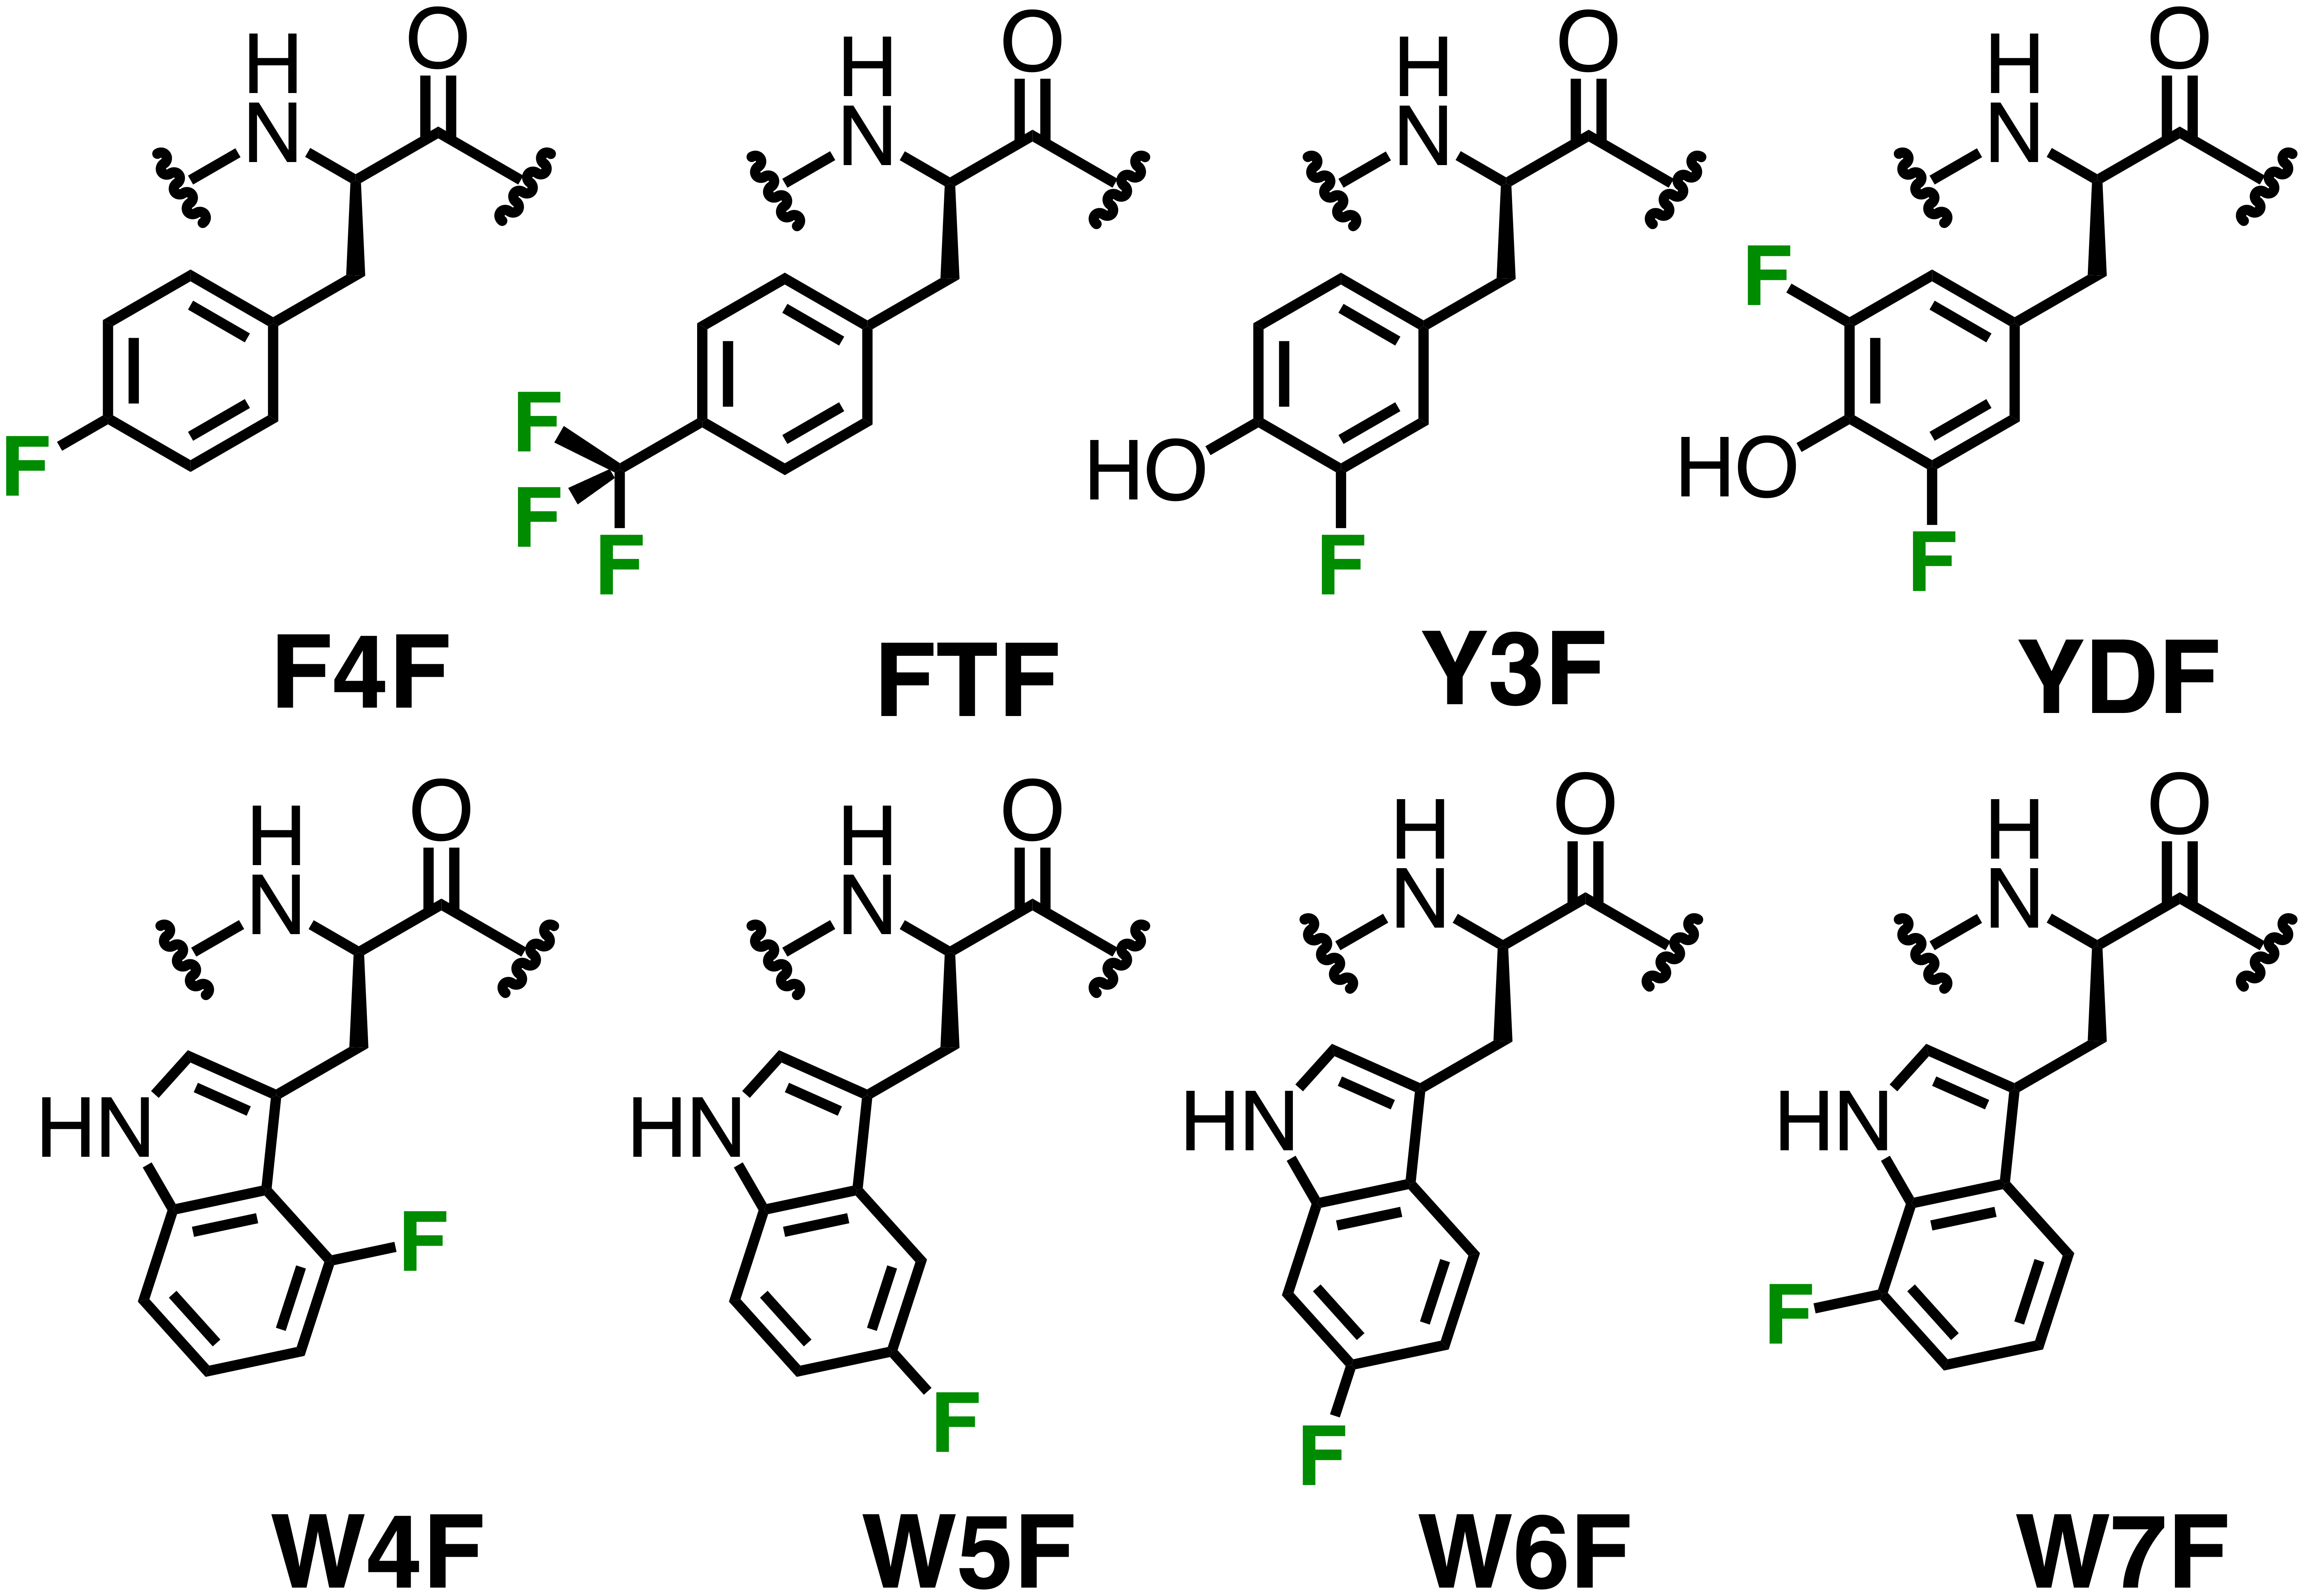 H O H O H O H O
N N N N
F
F F
F HO HO
F F F F
F4F FTF Y3F YDF
H O H O H O H O
N N N N
HN HN HN HN
F
F
F
F
W4F W5F W6F W7F